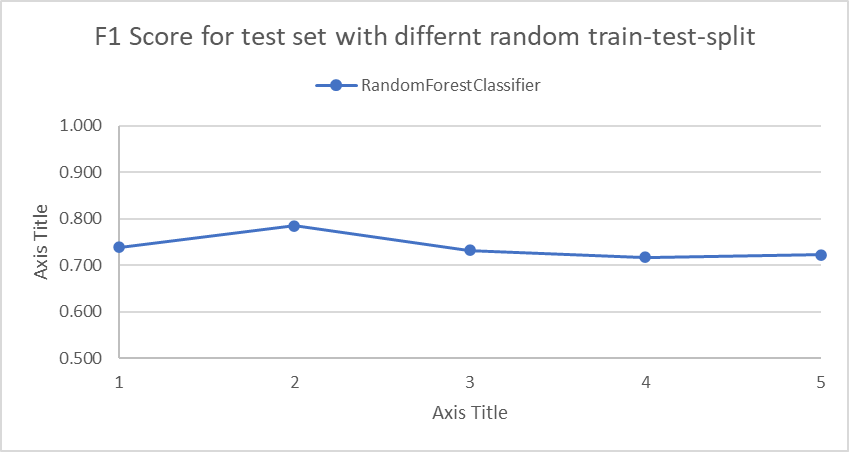 F1 Score for test set with differnt random train-test-split
RandomForestClassifier
1.000
0.900
0.800
0.700
0.600
0.500
Axis Title
1 2 3 4 5
Axis Title